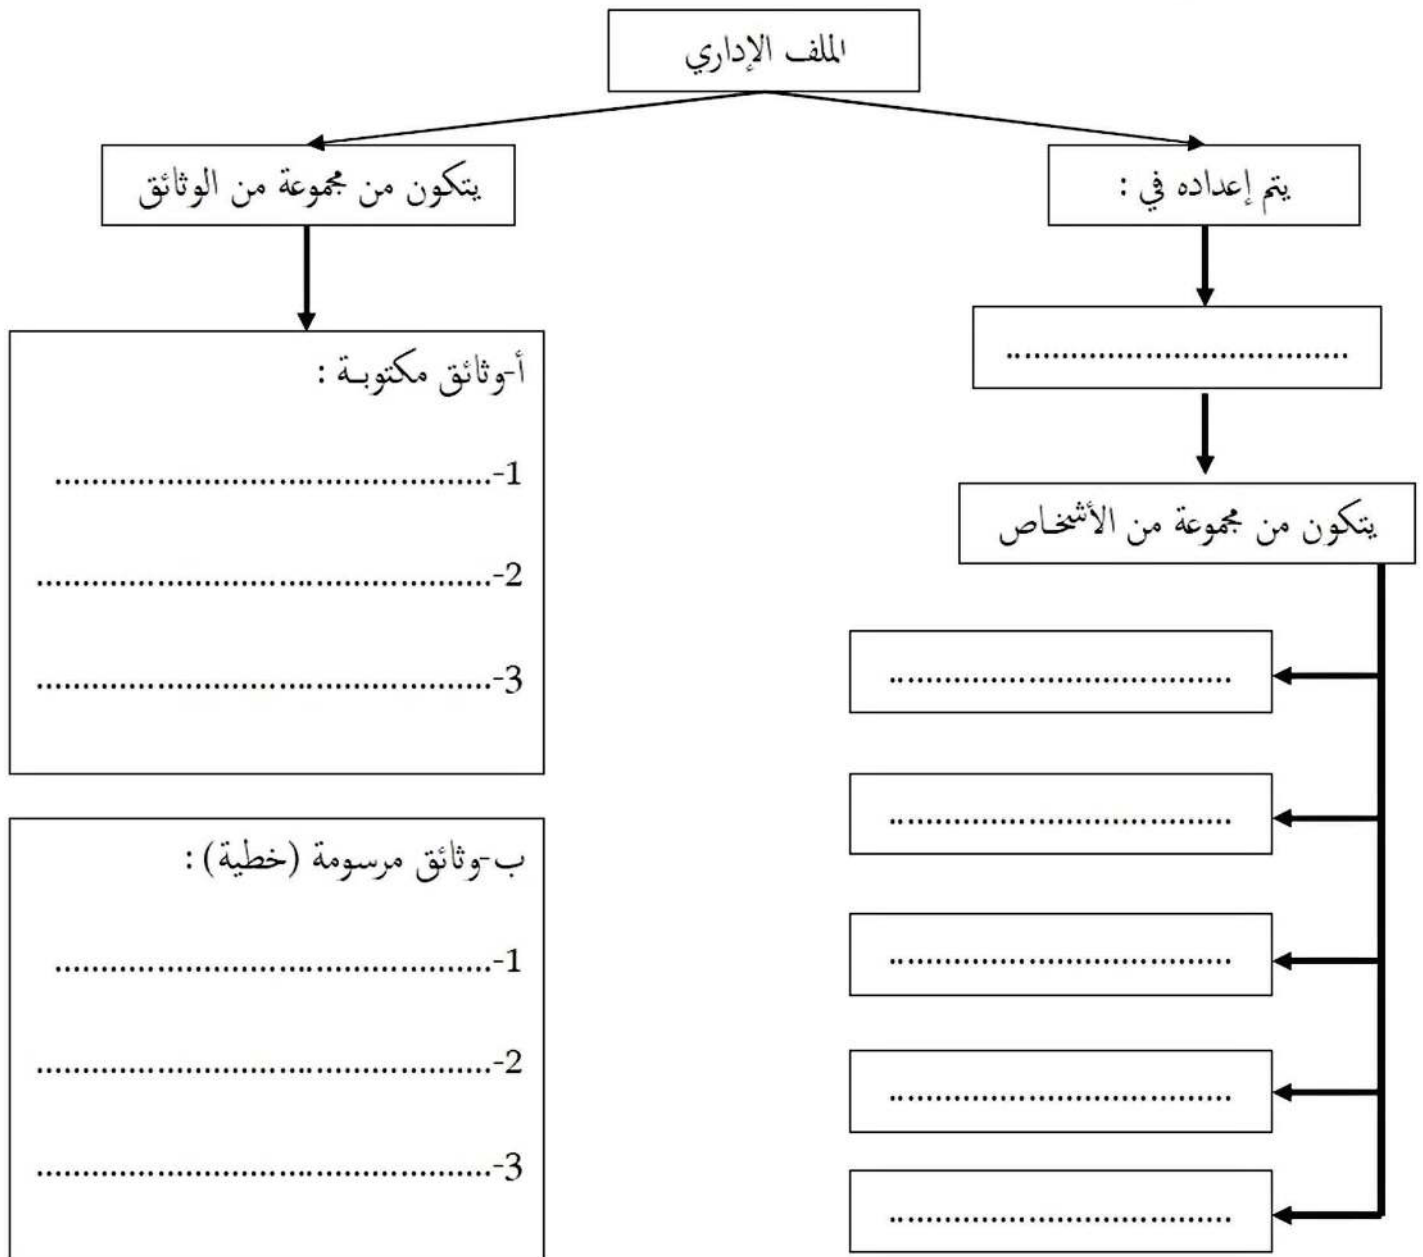 الملف الإداري
يتم إعداده في :
.....................................
يتكون من مجموعة من الأشخاص
.....................................
.....................................
.....................................
.....................................
.....................................
يتكون من مجموعة من الوثائق
أ-وثائق مكتوبة :
1-...............................................
2-.................................................
3-.................................................
ب-وثائق مرسومة (خطية) :
1-...............................................
2-.................................................
3-.................................................